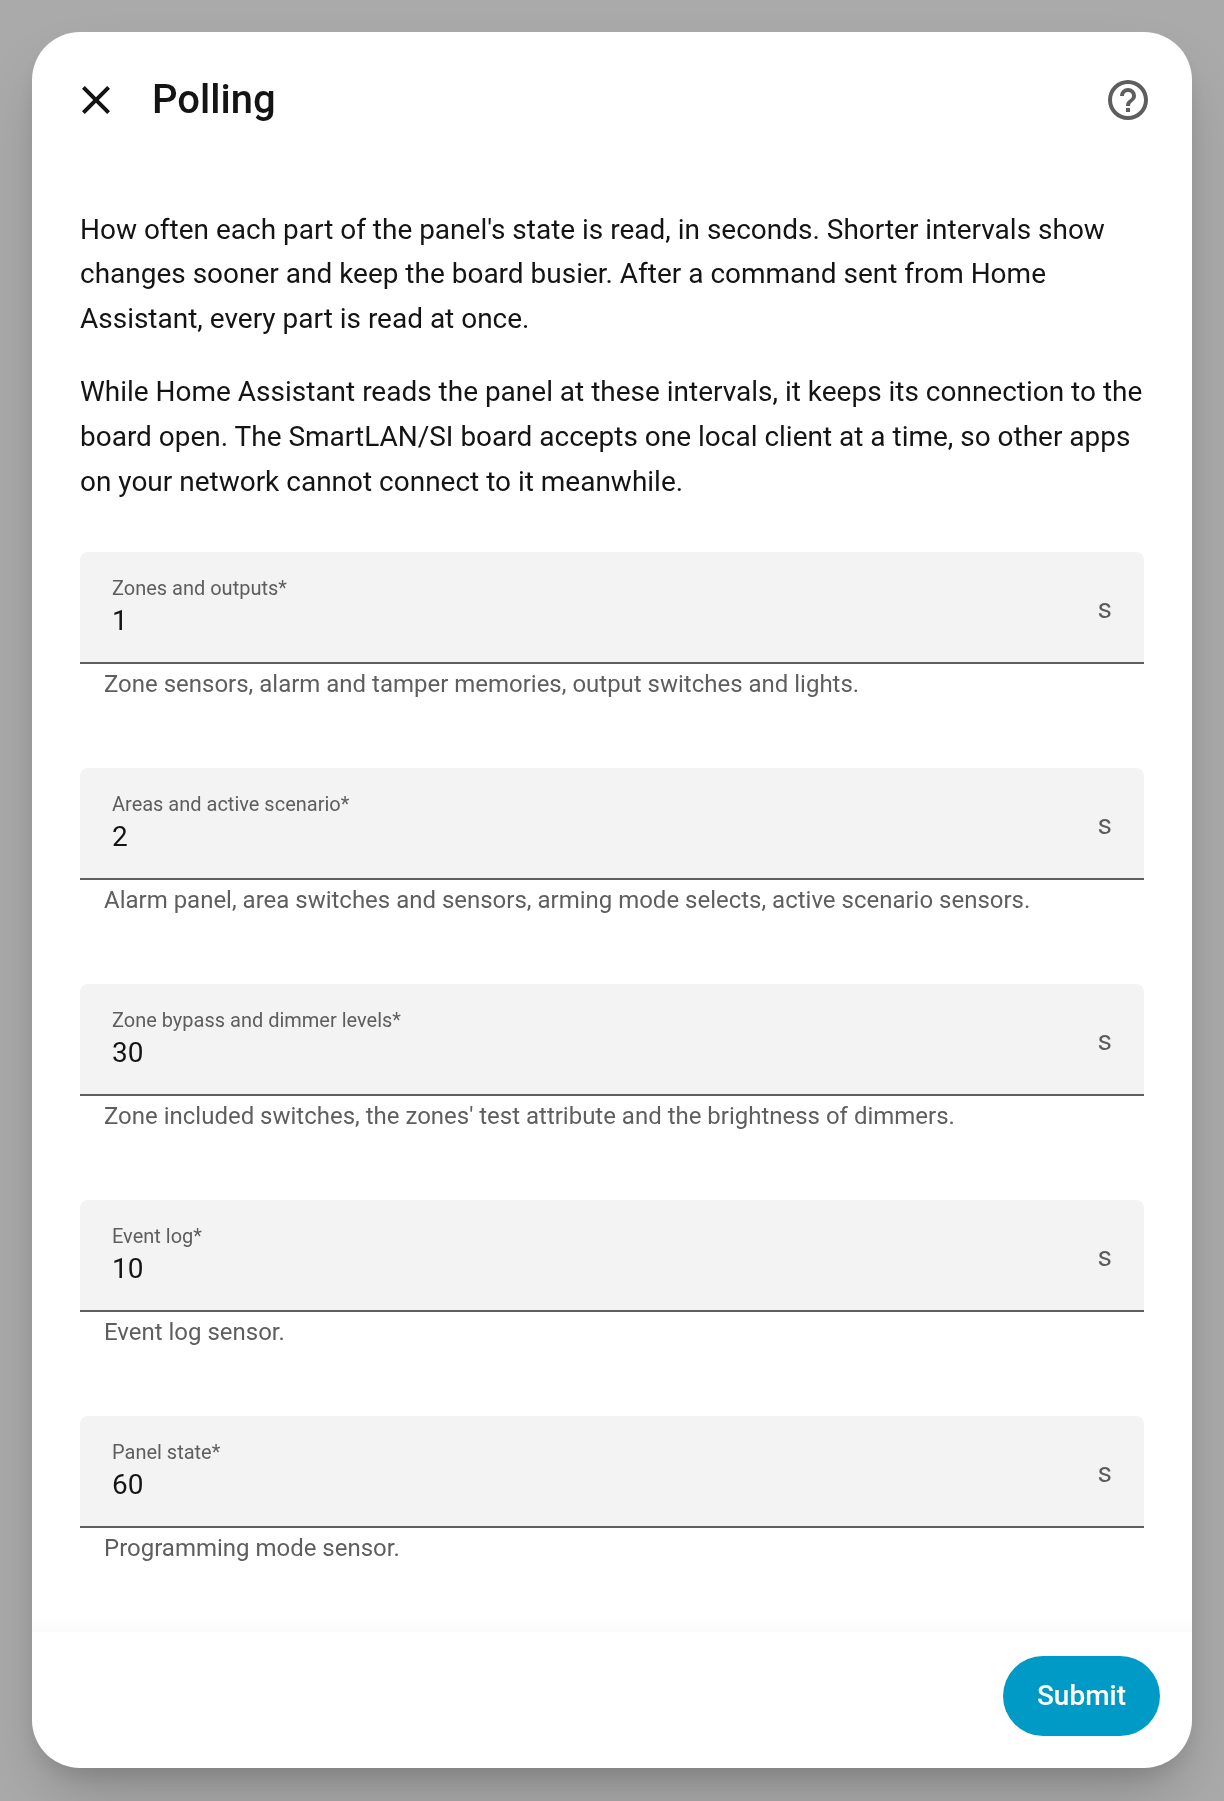 Polling
How often each part of the panel's state is read, in seconds. Shorter intervals show
changes sooner and keep the board busier. After a command sent from Home
Assistant, every part is read at once.
While Home Assistant reads the panel at these intervals, it keeps its connection to the
board open. The SmartLAN/SI board accepts one local client at a time, so other apps
on your network cannot connect to it meanwhile.
Zones and outputs*
1 s
Zone sensors, alarm and tamper memories, output switches and lights.
Areas and active scenario*
2 s
Alarm panel, area switches and sensors, arming mode selects, active scenario sensors.
Zone bypass and dimmer levels*
30 s
Zone included switches, the zones' test attribute and the brightness of dimmers.
Event log*
10 s
Event log sensor.
Panel state*
60 s
Programming mode sensor.
Submit